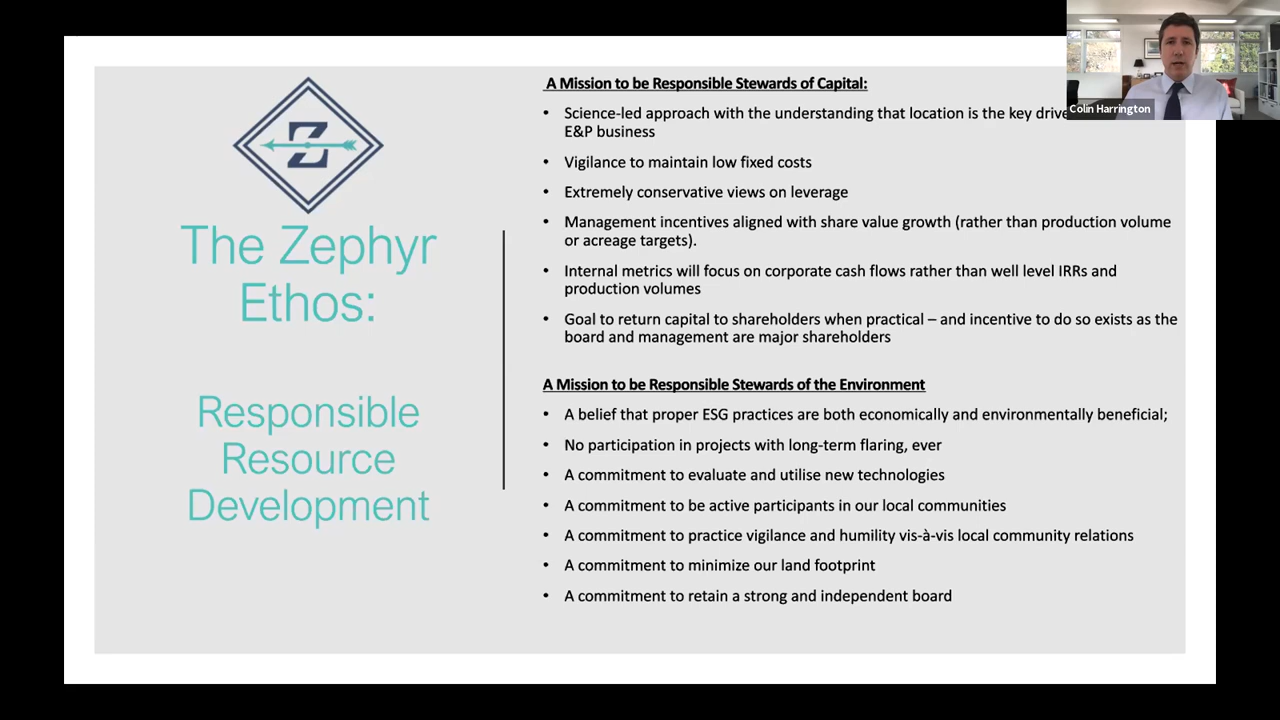 Colin Harrington
Z
The Zephyr
Ethos:
Responsible
Resource
Development
A Mission to be Responsible Stewards of Capital:
• Science-led approach with the understanding that location is the key
E&P business
• Vigilance to maintain low fixed costs
• Extremely conservative views on leverage
• Management incentives aligned with share value growth (rather than production volume
or acreage targets).
• Internal metrics will focus on corporate cash flows rather than well level IRRs and
production volumes
• Goal to return capital to shareholders when practical – and incentive to do so exists as the
board and management are major shareholders
A Mission to be Responsible Stewards of the Environment
• A belief that proper ESG practices are both economically and environmentally beneficial;
• No participation in projects with long-term flaring, ever
• A commitment to evaluate and utilise new technologies
• A commitment to be active participants in our local communities
• A commitment to practice vigilance and humility vis-à-vis local community relations
• A commitment to minimize our land footprint
• A commitment to retain a strong and independent board